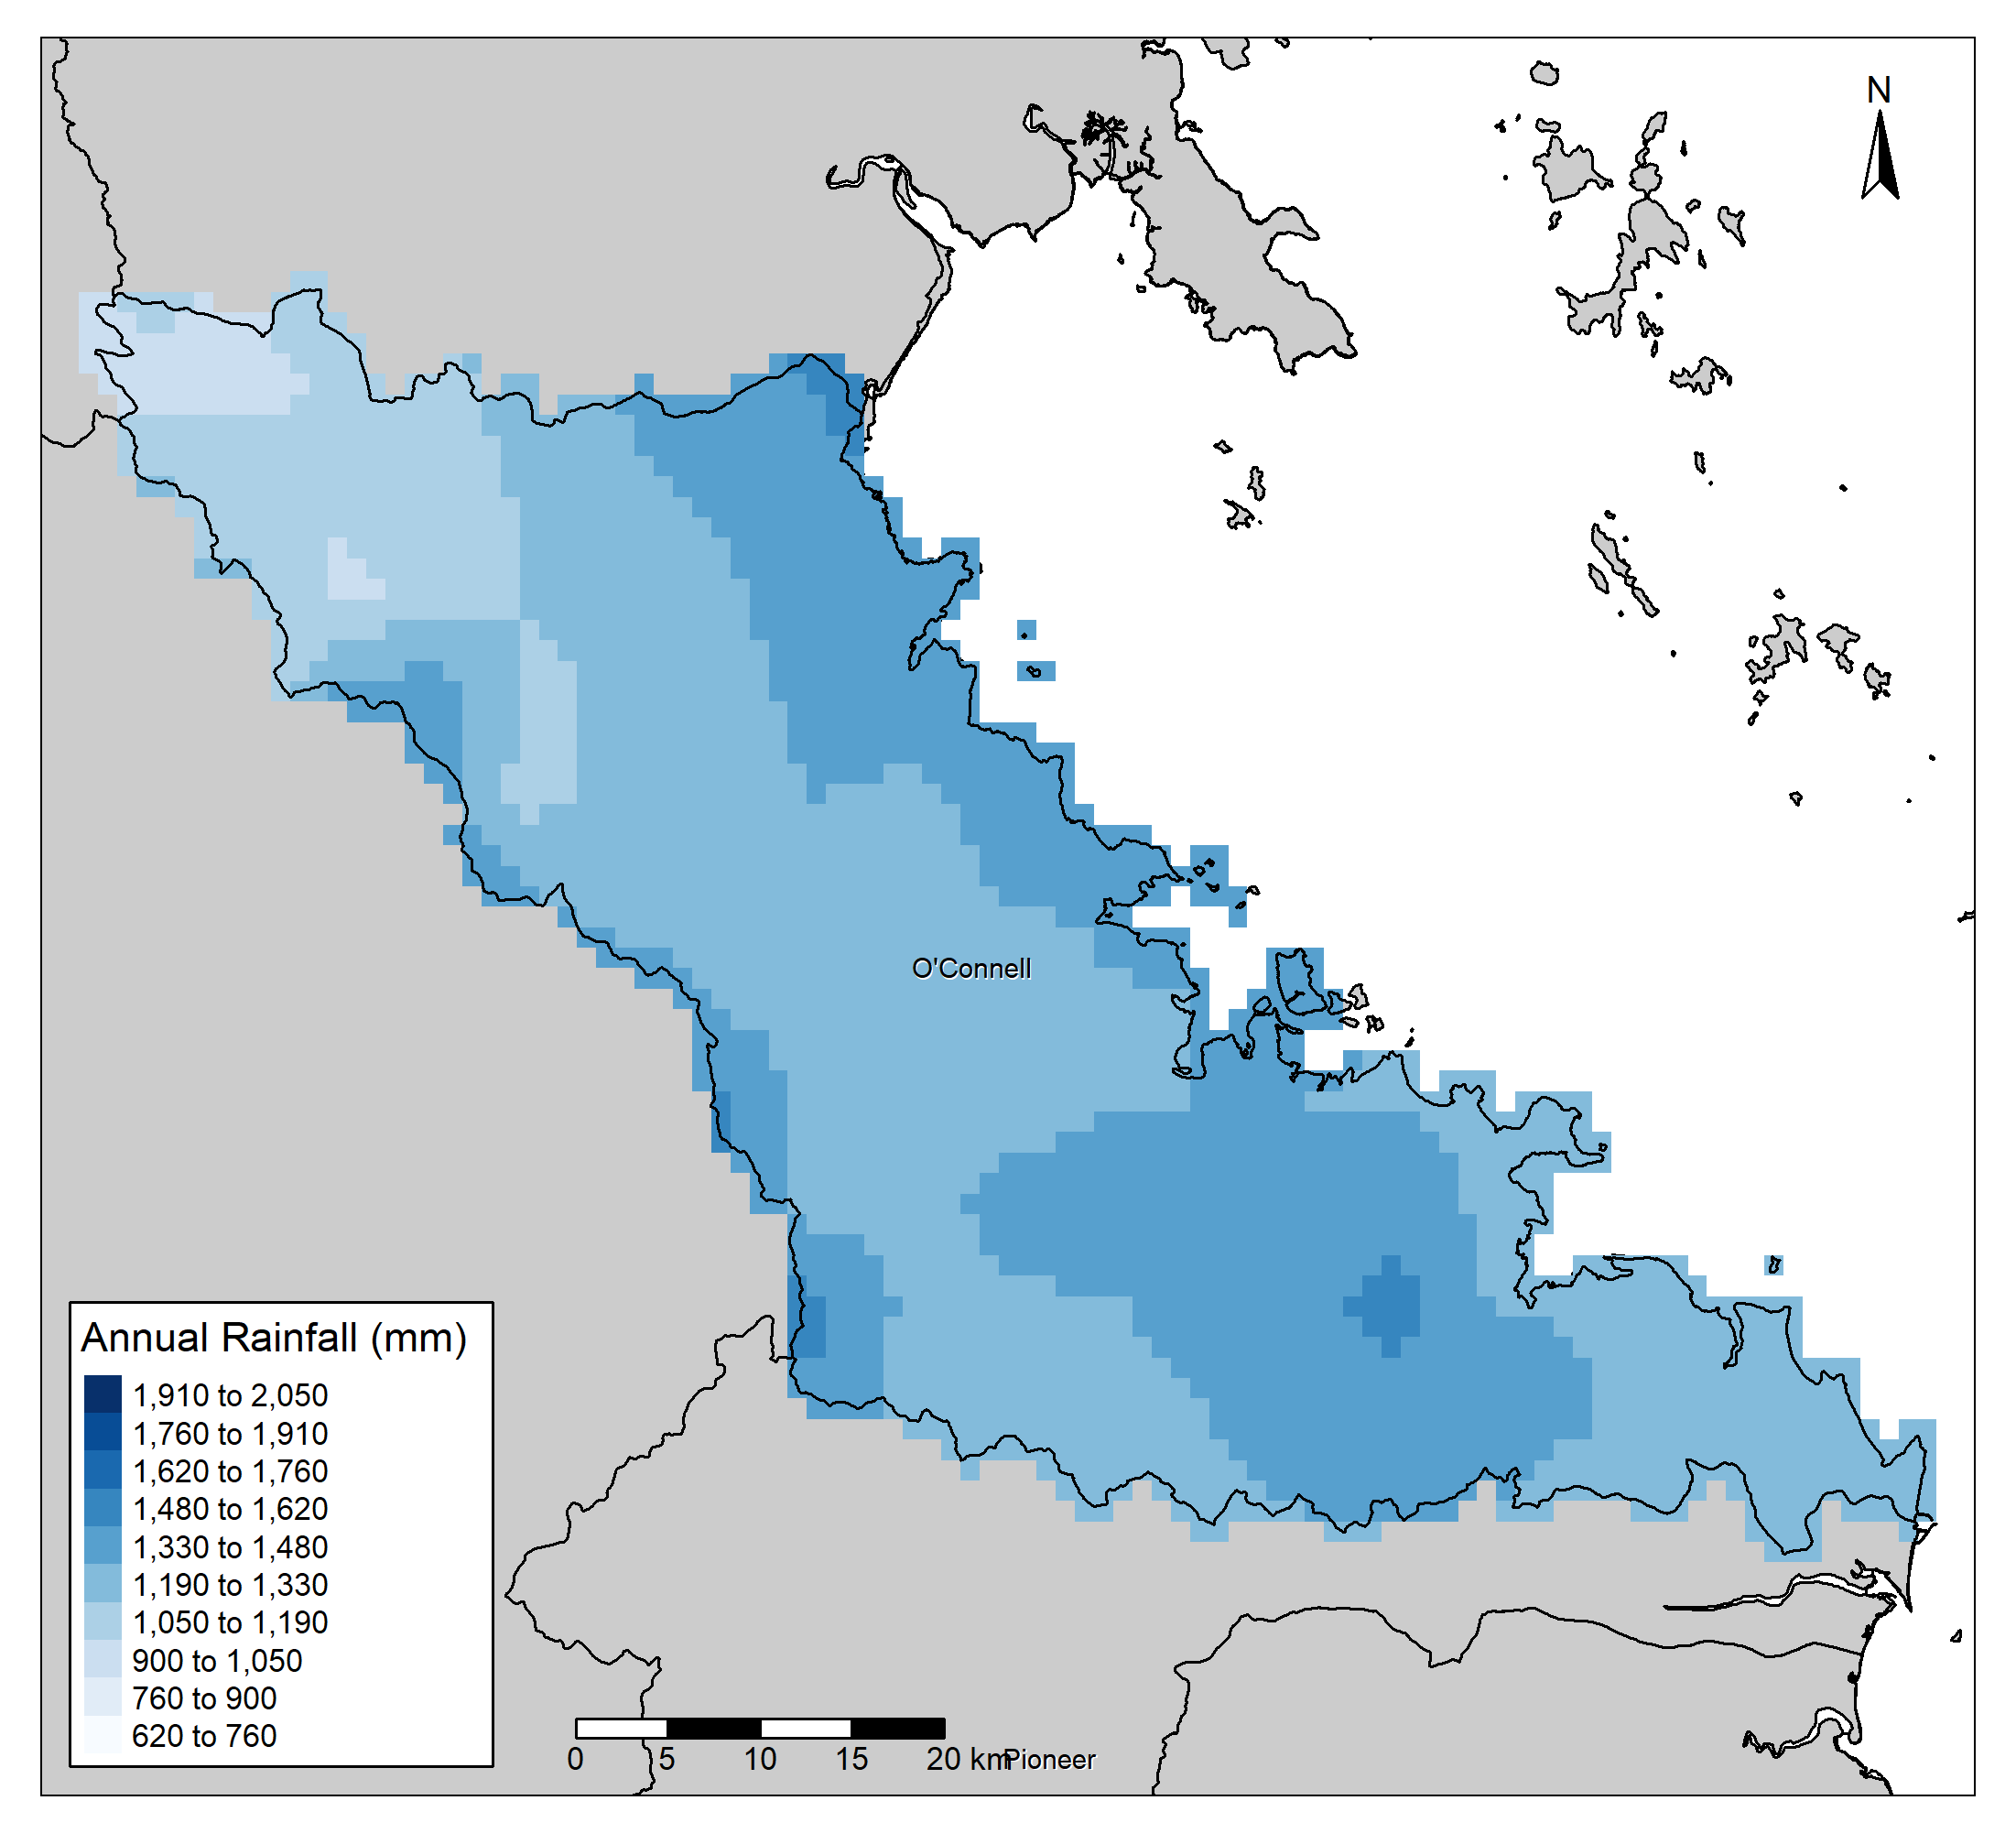 N
O'Connell
Annual Rainfall (mm)
1,910 to 2,050
1,760 to 1,910
1,620 to 1,760
1,480 to 1,620
1,330 to 1,480
1,190 to 1,330
1,050 to 1,190
900 to 1,050
760 to 900
620 to 760
0 5 10 15 20 km
Pioneer